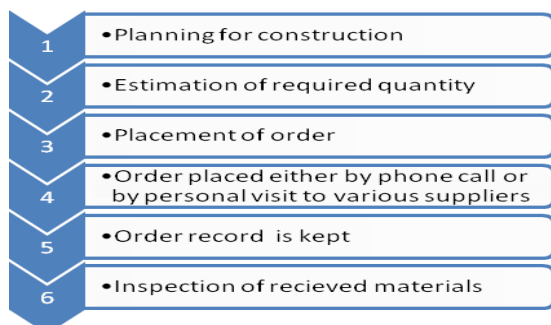 1
•Planning for construction
2
•Estimation of required quantity
3
•Placement of order
4
•Order placed either by phone call or
by personal visit to various suppliers
5
•Order record is kept
6
•Inspection of recieved materials